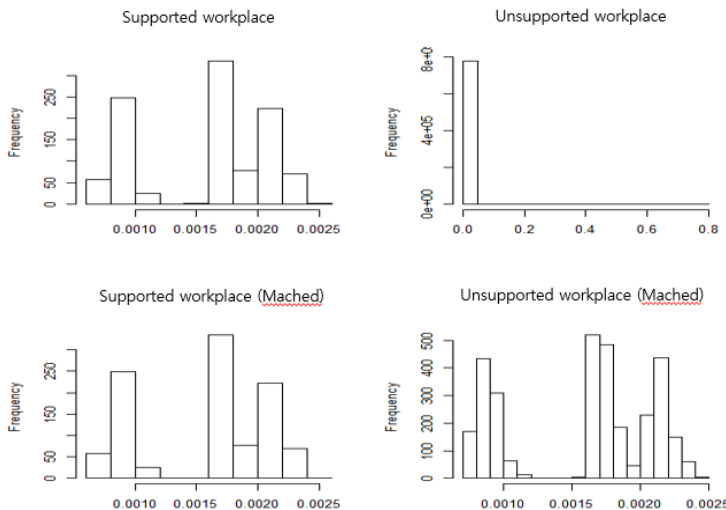 Supported workplace
Frequency
50
150
250
0
0.0010 0.0015 0.0020 0.0025
Unsupported workplace
Frequency
0e+00
4e+05
8e+0
0.0 0.2 0.4 0.6 0.8
Supported workplace (Mached)
Frequency
0
50
150
250
0.0010 0.0015 0.0020 0.0025
Unsupported workplace (Mached)
Frequency
0 100 200 300 400 500
0.0010 0.0015 0.0020 0.0025